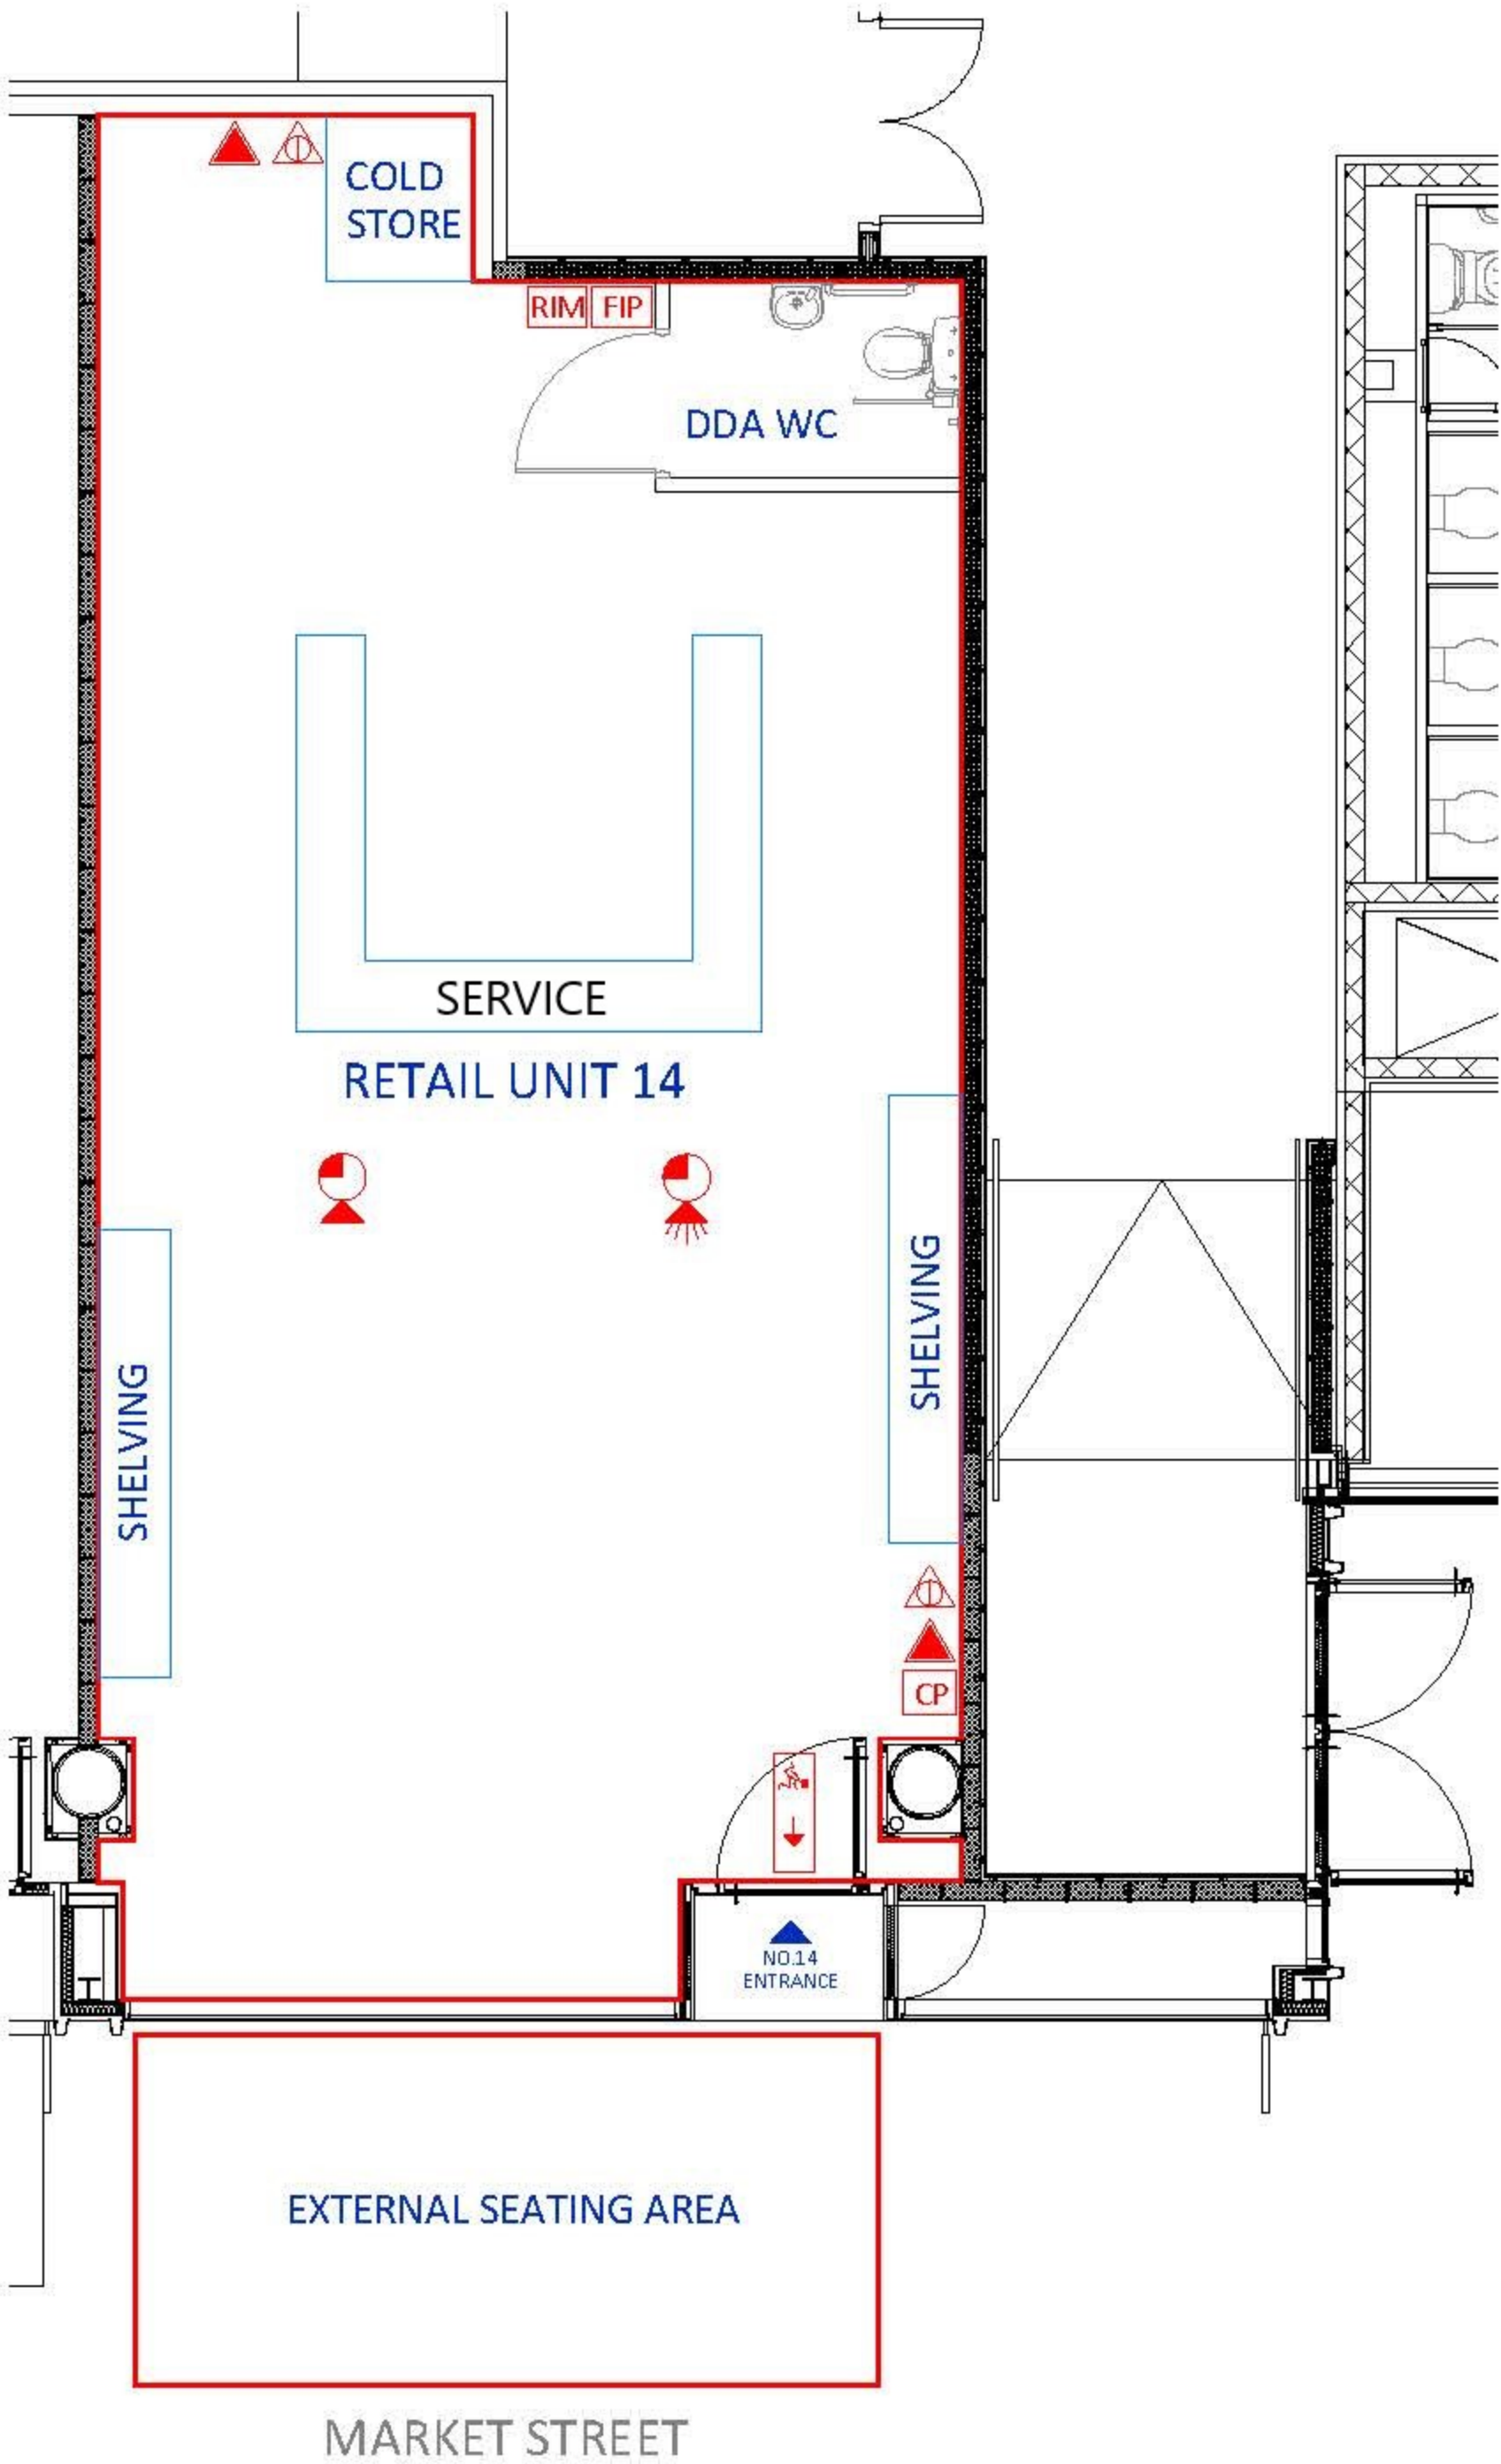 COLD
STORE
RIM FIP
DDA WC
SERVICE
RETAIL UNIT 14
SHELVING
SHELVING
CP
NO.14
ENTRANCE
EXTERNAL SEATING AREA
MARKET STREET